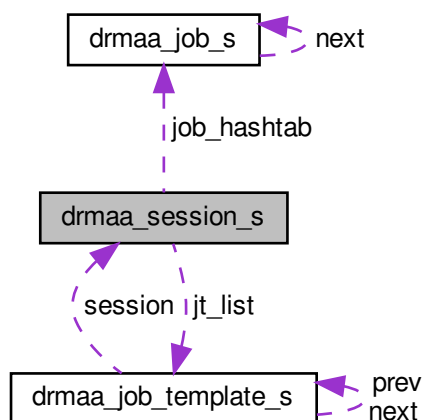 drmaa_job_s
next
job_hashtab
drmaa_session_s
session
jt_list
drmaa_job_template_s
prev
next